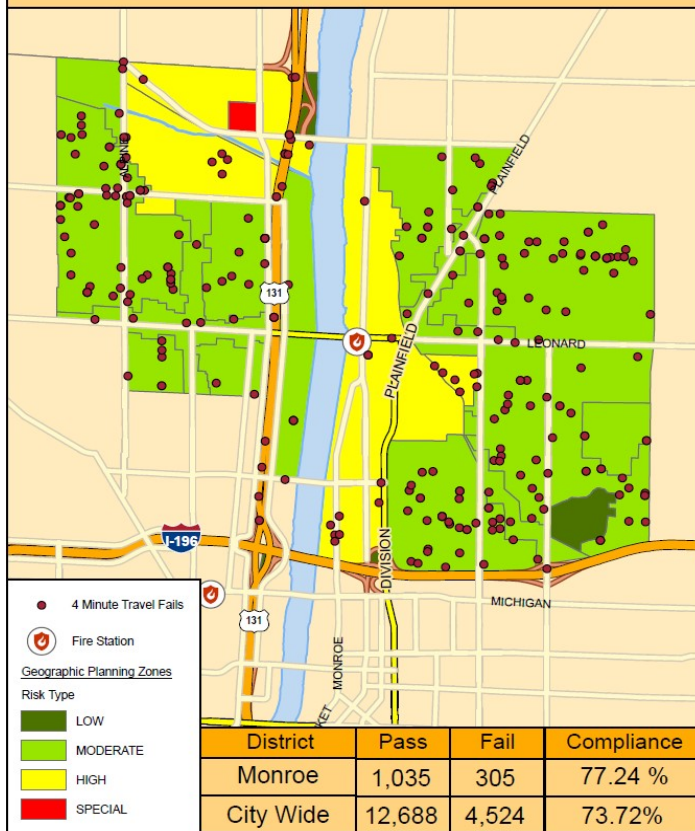 ALPINE
PLAINFIELD
131
LEONARD
PLAINFIELD
I-196
DIVISION
MICHIGAN
131
MONROE
KET
4 Minute Travel Fails
Fire Station
Geographic Planning Zones
Risk Type
LOW
MODERATE
HIGH
SPECIAL
District Pass Fail Compliance
Monroe 1,035 305 77.24 %
City Wide 12,688 4,524 73.72%